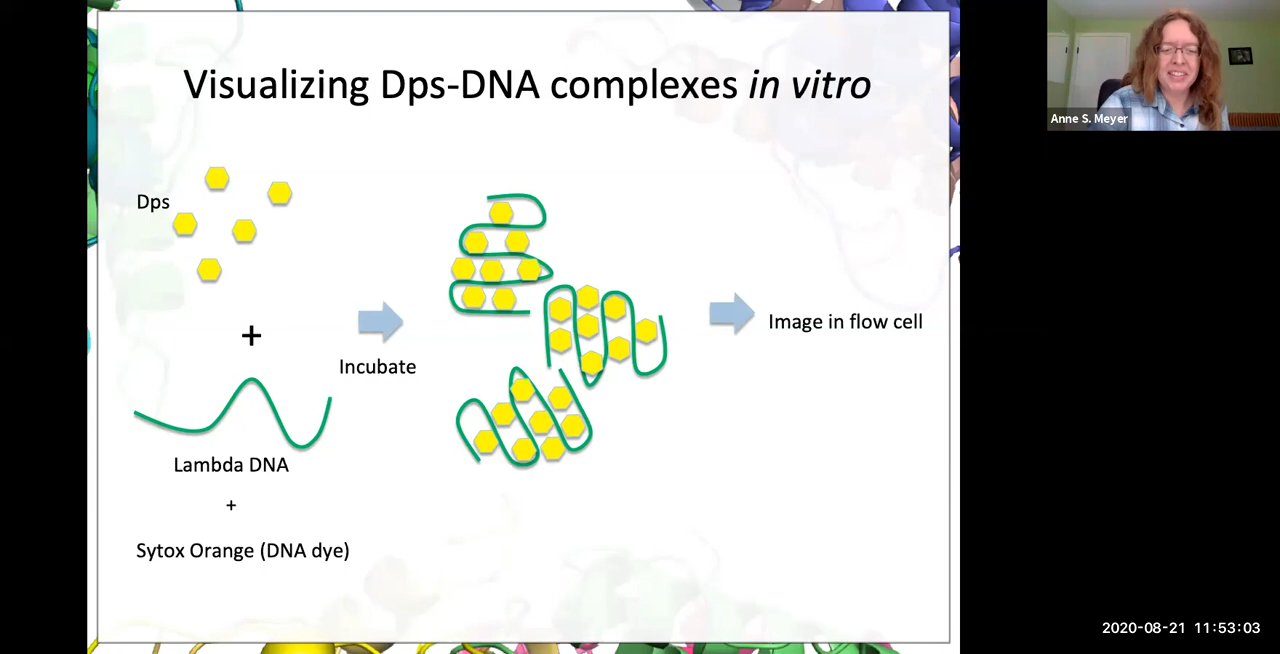 Visualizing Dps-DNA complexes in vitro
Anne S. Meyer
Dps
+
Incubate
Image in flow cell
Lambda DNA
+
Sytox Orange (DNA dye)
2020-08-21 11:53:03